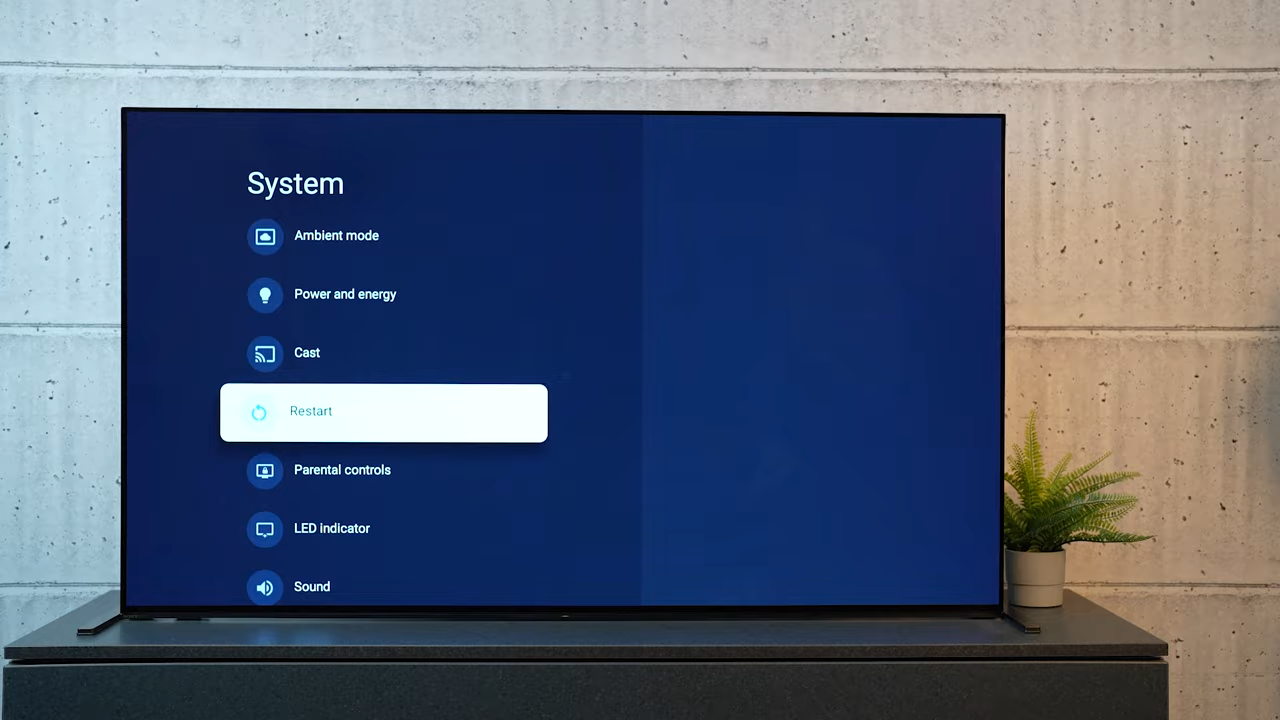 System
Ambient mode
Power and energy
Cast
Restart
Parental controls
LED indicator
Sound